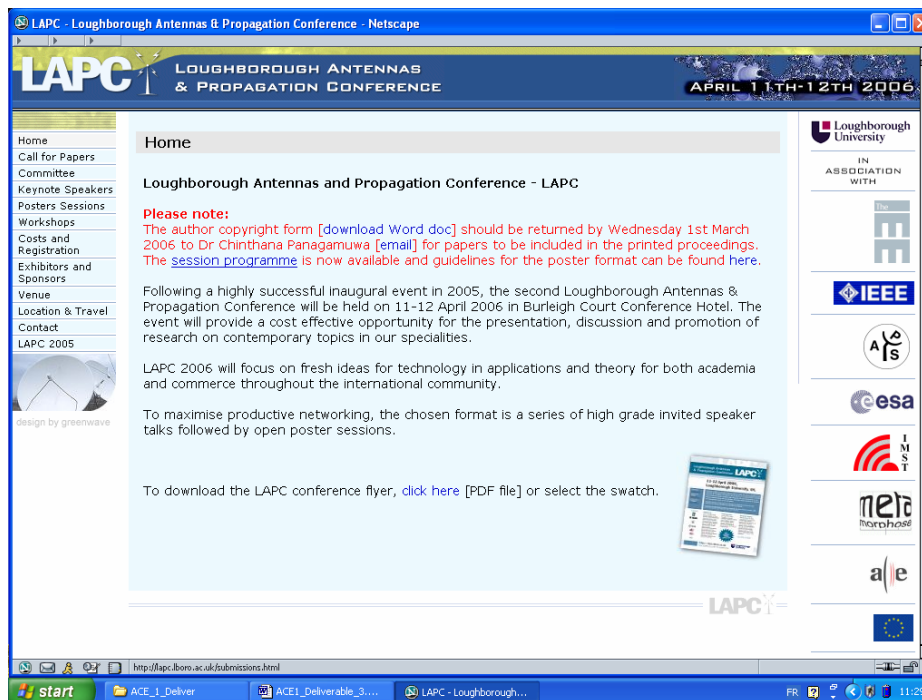 LAPC - Loughborough Antennas & Propagation Conference - Netscape
LAPC
LOUGHBOROUGH ANTENNAS
& PROPAGATION CONFERENCE
APRIL 11TH-12TH 2006
Home
Call for Papers
Committee
Keynote Speakers
Posters Sessions
Workshops
Costs and
Registration
Exhibitors and
Sponsors
Venue
Location & Travel
Contact
LAPC 2005
design by greenwave
Home
Loughborough Antennas and Propagation Conference - LAPC
Please note:
The author copyright form [download Word doc] should be returned by Wednesday 1st March
2006 to Dr Chinthana Panagamuwa [email] for papers to be included in the printed proceedings.
The session programme is now available and guidelines for the poster format can be found here.
Following a highly successful inaugural event in 2005, the second Loughborough Antennas &
Propagation Conference will be held on 11-12 April 2006 in Burleigh Court Conference Hotel. The
event will provide a cost effective opportunity for the presentation, discussion and promotion of
research on contemporary topics in our specialities.
LAPC 2006 will focus on fresh ideas for technology in applications and theory for both academia
and commerce throughout the international community.
To maximise productive networking, the chosen format is a series of high grade invited speaker
talks followed by open poster sessions.
To download the LAPC conference flyer, click here [PDF file] or select the swatch.
LAPC
LAPC
Loughborough
University
IN
ASSOCIATION
WITH
The
IEE
IEEE
APS
esa
IMST
meta
morphose
http://lapc.lboro.ac.uk/submissions.html
start
ACE_1_Deliver
ACE1_Deliverable_3....
LAPC - Loughborough...
FR